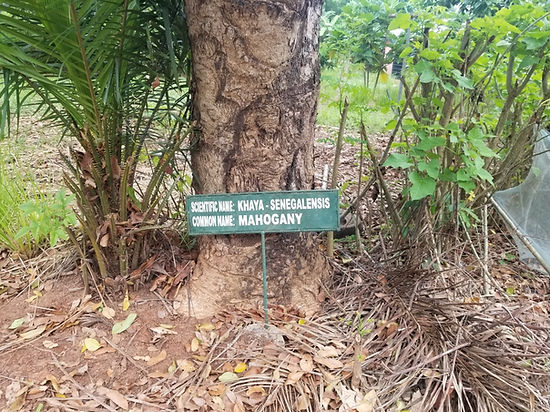 SCIENTIFIC NAME: KHAYA - SENEGALENSIS
COMMON NAME: MAHOGANY